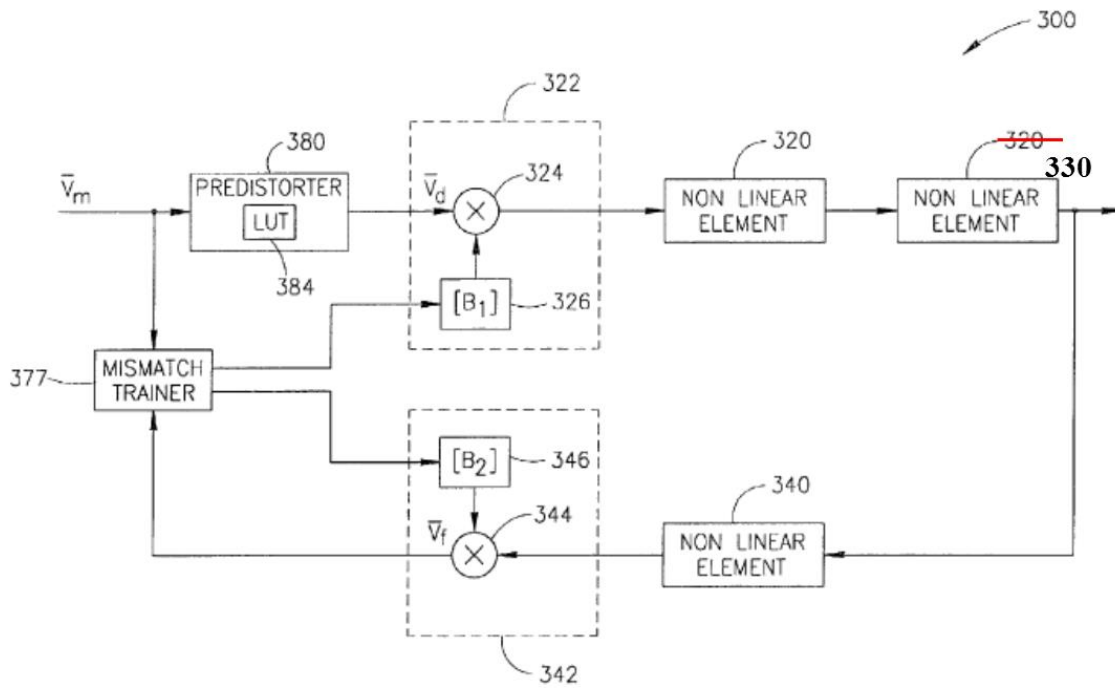 300
322
380
320
320
330
V̄m
PREDISTORTER
V̄d
324
NON LINEAR
ELEMENT
NON LINEAR
ELEMENT
LUT
384
[B1]
326
MISMATCH
TRAINER
377
[B2]
346
340
V̄f
344
NON LINEAR
ELEMENT
342